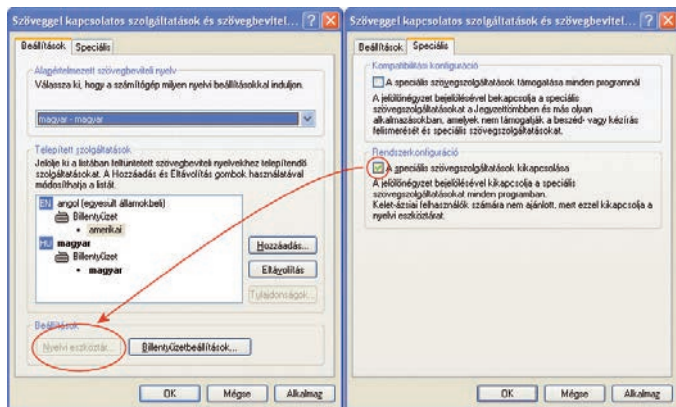 Szöveggel kapcsolatos szolgáltatások és szövegbevitel...
Beállítások Speciális
Alapértelmezett szövegbeviteli nyelv
Válassza ki, hogy a számítógép milyen nyelvi beállításokkal induljon.
magyar - magyar
Telepített szolgáltatások
Jelölje ki a listában feltüntetett szövegbeviteli nyelvekhez telepítendő
szolgáltatásokat. A Hozzáadás és Eltávolítás gombok használatával
módosíthatja a listát.
EN angol (egyesült államokbeli)
Billentyűzet
• amerikai
HU magyar
Billentyűzet
• magyar
Hozzáadás...
Eltávolítás
Tulajdonságok...
Beállítások
Nyelvi eszköztár...
Billentyűzetbeállítások...
OK Mégse Alkalmaz
Szöveggel kapcsolatos szolgáltatások és szövegbevitel...
Beállítások Speciális
Kompatibilitási konfiguráció
A speciális szövegszolgáltatások támogatása minden programnál
A jelölőnégyzet bejelölésével bekapcsolja a speciális
szövegszolgáltatásokat a Jegyzettömbben és más olyan
alkalmazásokban, amelyek nem támogatják a beszéd- vagy kézírás
felismerését és speciális szövegszolgáltatásokat.
Rendszerkonfiguráció
A speciális szövegszolgáltatások kikapcsolása
A jelölőnégyzet bejelölésével kikapcsolja a speciális
szövegszolgáltatásokat minden programban.
Kelet-ázsiai felhasználók számára nem ajánlott, mert ezzel kikapcsolja a
nyelvi eszköztárat.
OK Mégse Alkalmaz